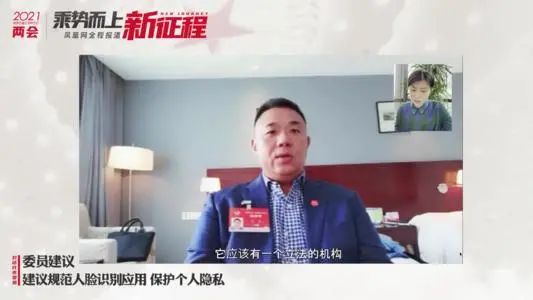 2021
两会
乘势而上
NEW JOURNEY
新征程
凤凰网全程报道
它应该有一个立法的机构
委员建议
建议规范人脸识别应用 保护个人隐私